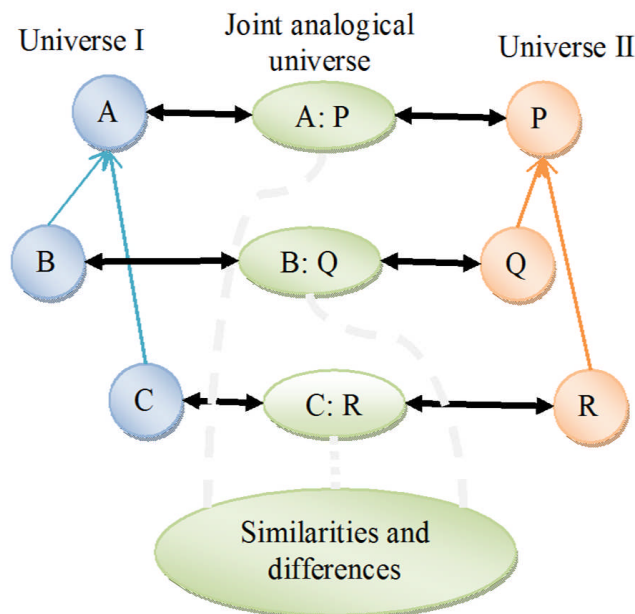 Universe I
Joint analogical
universe
Universe II
A
A: P
P
B
B: Q
Q
C
C: R
R
Similarities and
differences